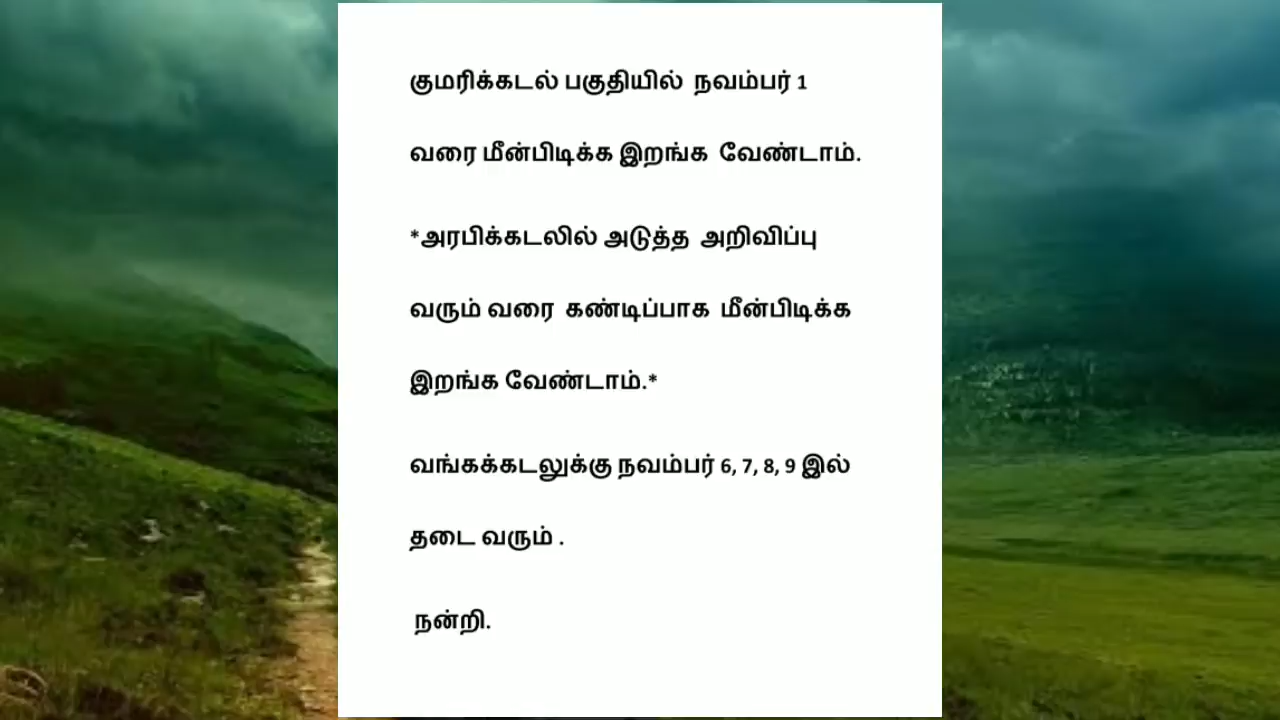 குமரிக்கடல் பகுதியில் நவம்பர் 1
வரை மீன்பிடிக்க இறங்க வேண்டாம்.
*அரபிக்கடலில் அடுத்த அறிவிப்பு
வரும் வரை கண்டிப்பாக மீன்பிடிக்க
இறங்க வேண்டாம்.*
வங்கக்கடலுக்கு நவம்பர் 6, 7, 8, 9 இல்
தடை வரும் .
நன்றி.